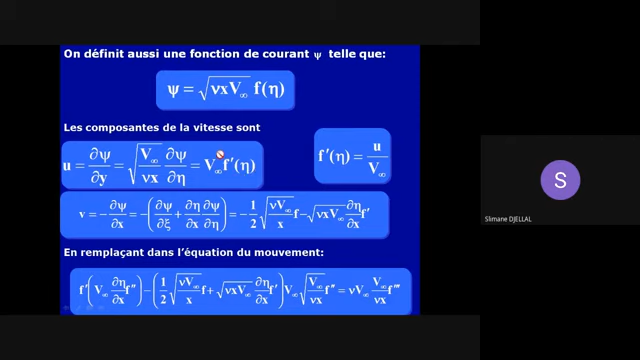 On définit aussi une fonction de courant ψ telle que:
ψ = √(νxV∞) f(η)
Les composantes de la vitesse sont
u = ∂ψ/∂y = √(V∞/νx) ∂ψ/∂η = V∞f′(η)
f′(η) = u/V∞
v = −∂ψ/∂x = −(∂ψ/∂ξ + ∂η/∂x ∂ψ/∂η) = −1/2 √(νV∞/x) f − √(νxV∞) ∂η/∂x f′
En remplaçant dans l'équation du mouvement:
f′(V∞ ∂η/∂x f″) − (1/2 √(νV∞/x) f + √(νxV∞) ∂η/∂x f′) V∞ √(V∞/νx) f″ = νV∞ V∞/νx f‴
S
Slimane DJELLAL